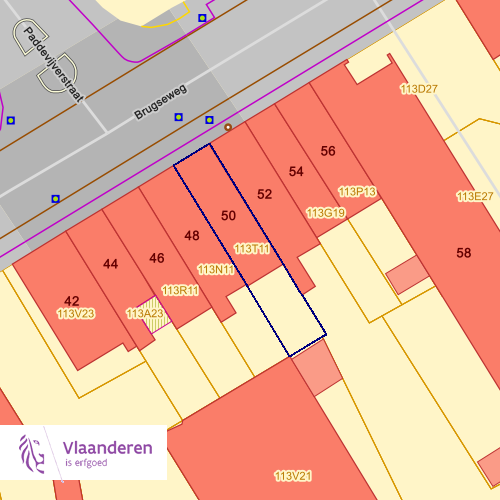 Paddevijverstraat
Brugseweg
113D27
56
54
113E27
113P13
52
113G19
50
58
48
113T11
46
113N11
44
113R11
42
113V23
113A23
Vlaanderen
is erfgoed
113V21